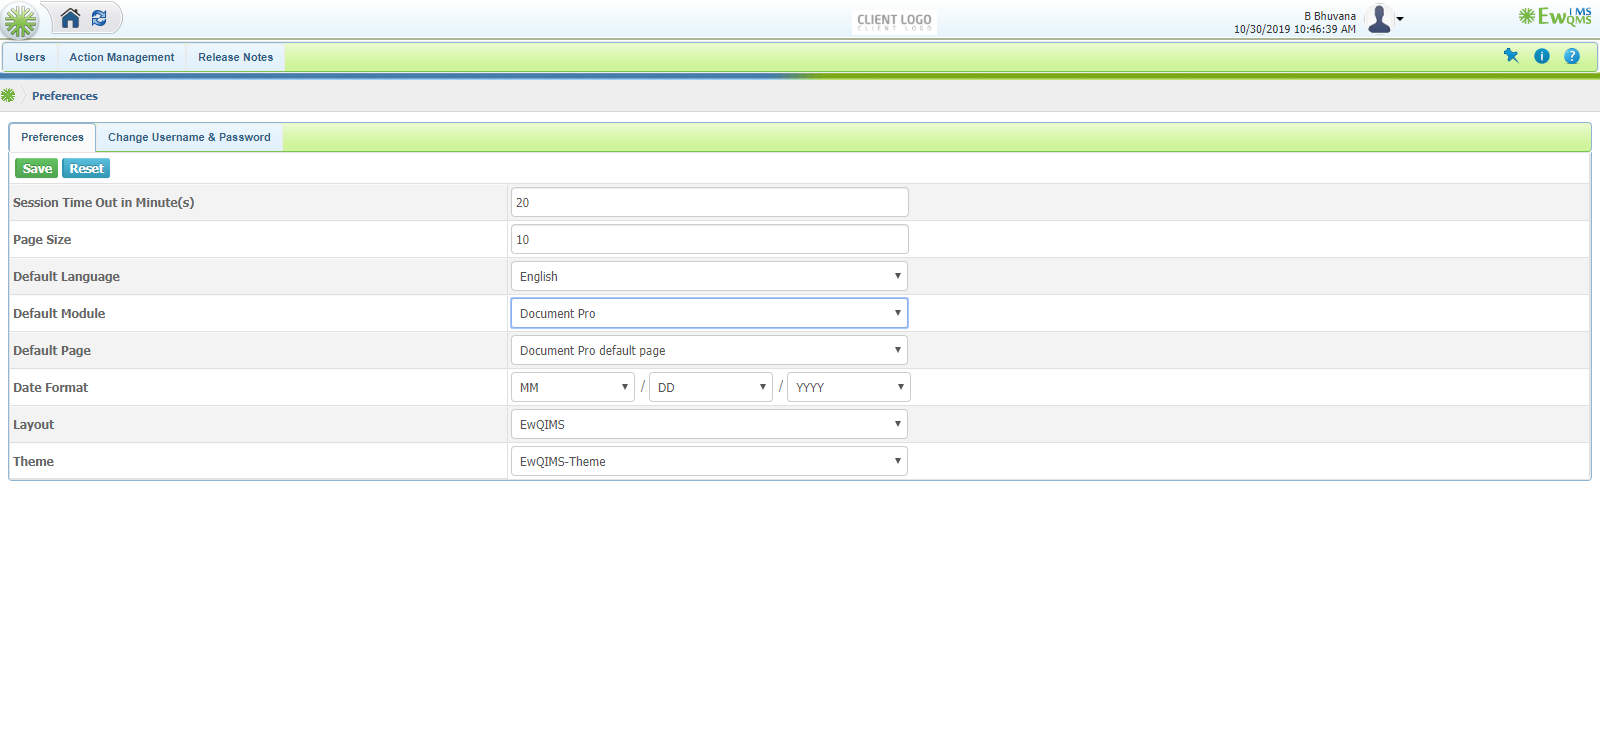 CLIENT LOGO
CLIENT LOGO
B Bhuvana
10/30/2019 10:46:39 AM
EwQMS
IMS
Users
Action Management
Release Notes
i
?
Preferences
Preferences
Change Username & Password
Save
Reset
Session Time Out in Minute(s)
20
Page Size
10
Default Language
English
Default Module
Document Pro
Default Page
Document Pro default page
Date Format
MM / DD / YYYY
Layout
EwQIMS
Theme
EwQIMS-Theme